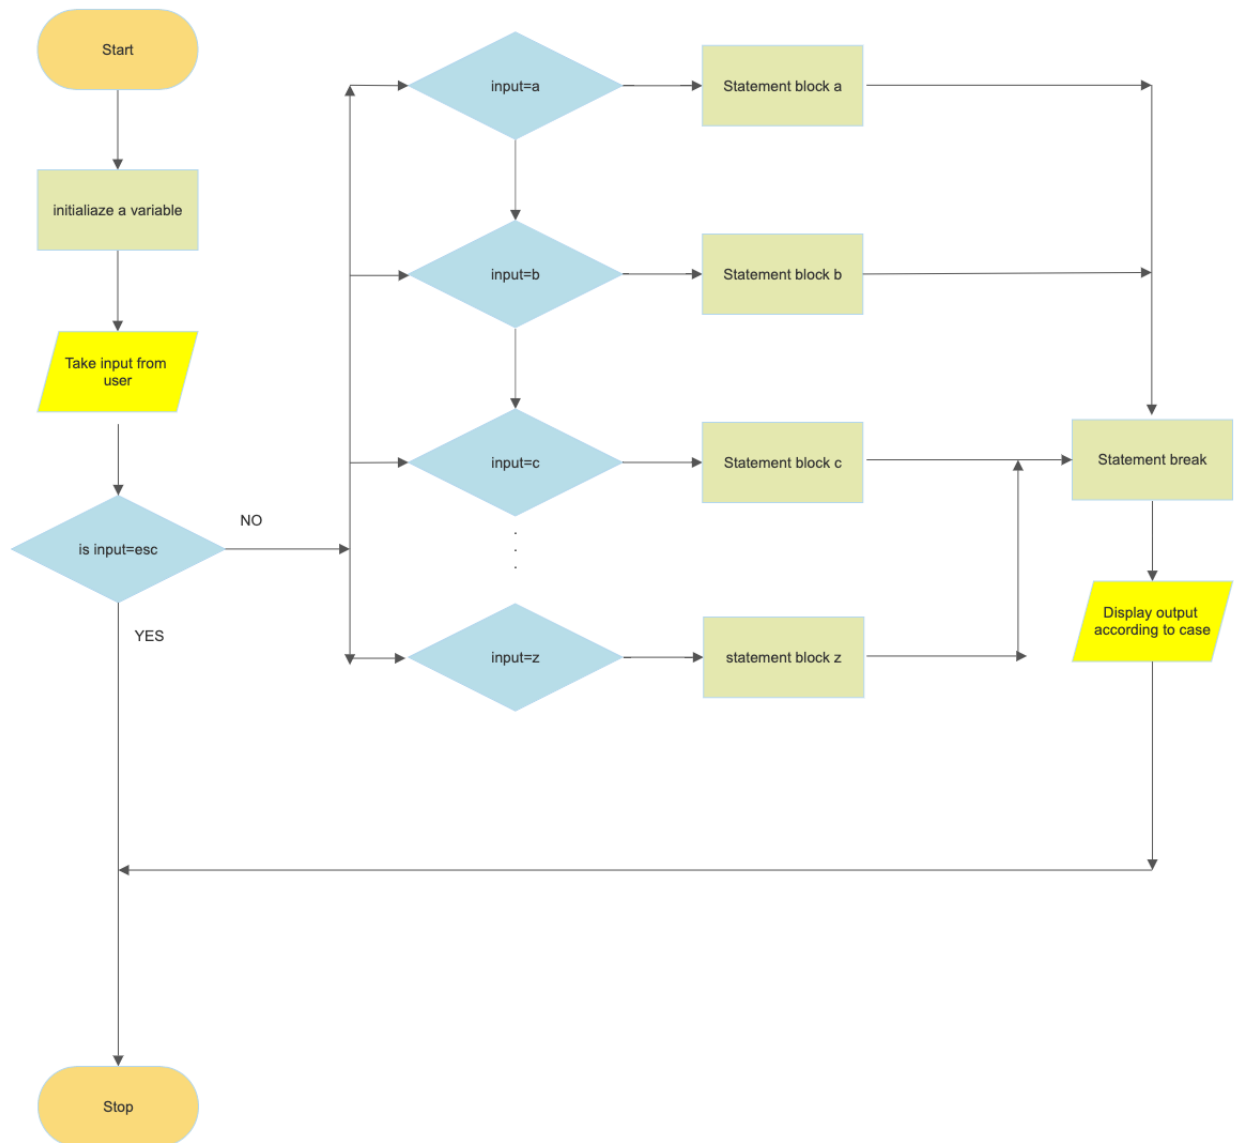 Start
initialiaze a variable
Take input from
user
is input=esc
NO
YES
input=a
Statement block a
input=b
Statement block b
input=c
Statement block c
.
.
.
input=z
statement block z
Statement break
Display output
according to case
Stop